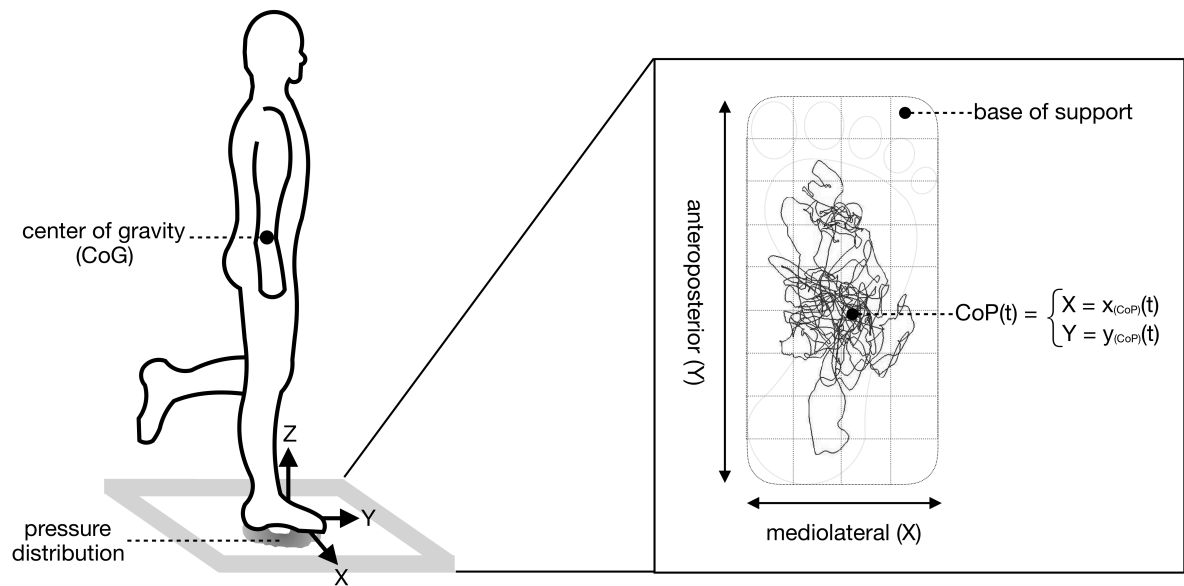 center of gravity
(CoG)
Z
Y
X
pressure
distribution
base of support
anteroposterior (Y)
CoP(t) = { X = x(CoP)(t)
Y = y(CoP)(t)
mediolateral (X)